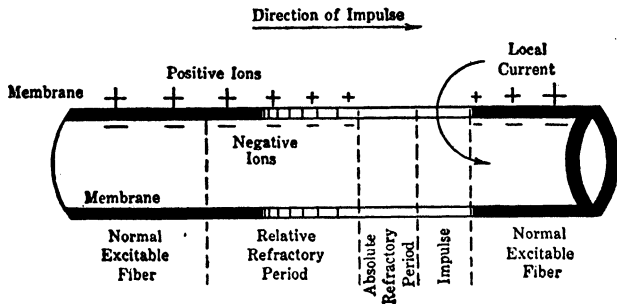 Direction of Impulse
Local
Current
Positive Ions
Membrane
Negative
Ions
Membrane
Normal
Excitable
Fiber
Relative
Refractory
Period
Absolute
Refractory
Period
Impulse
Normal
Excitable
Fiber